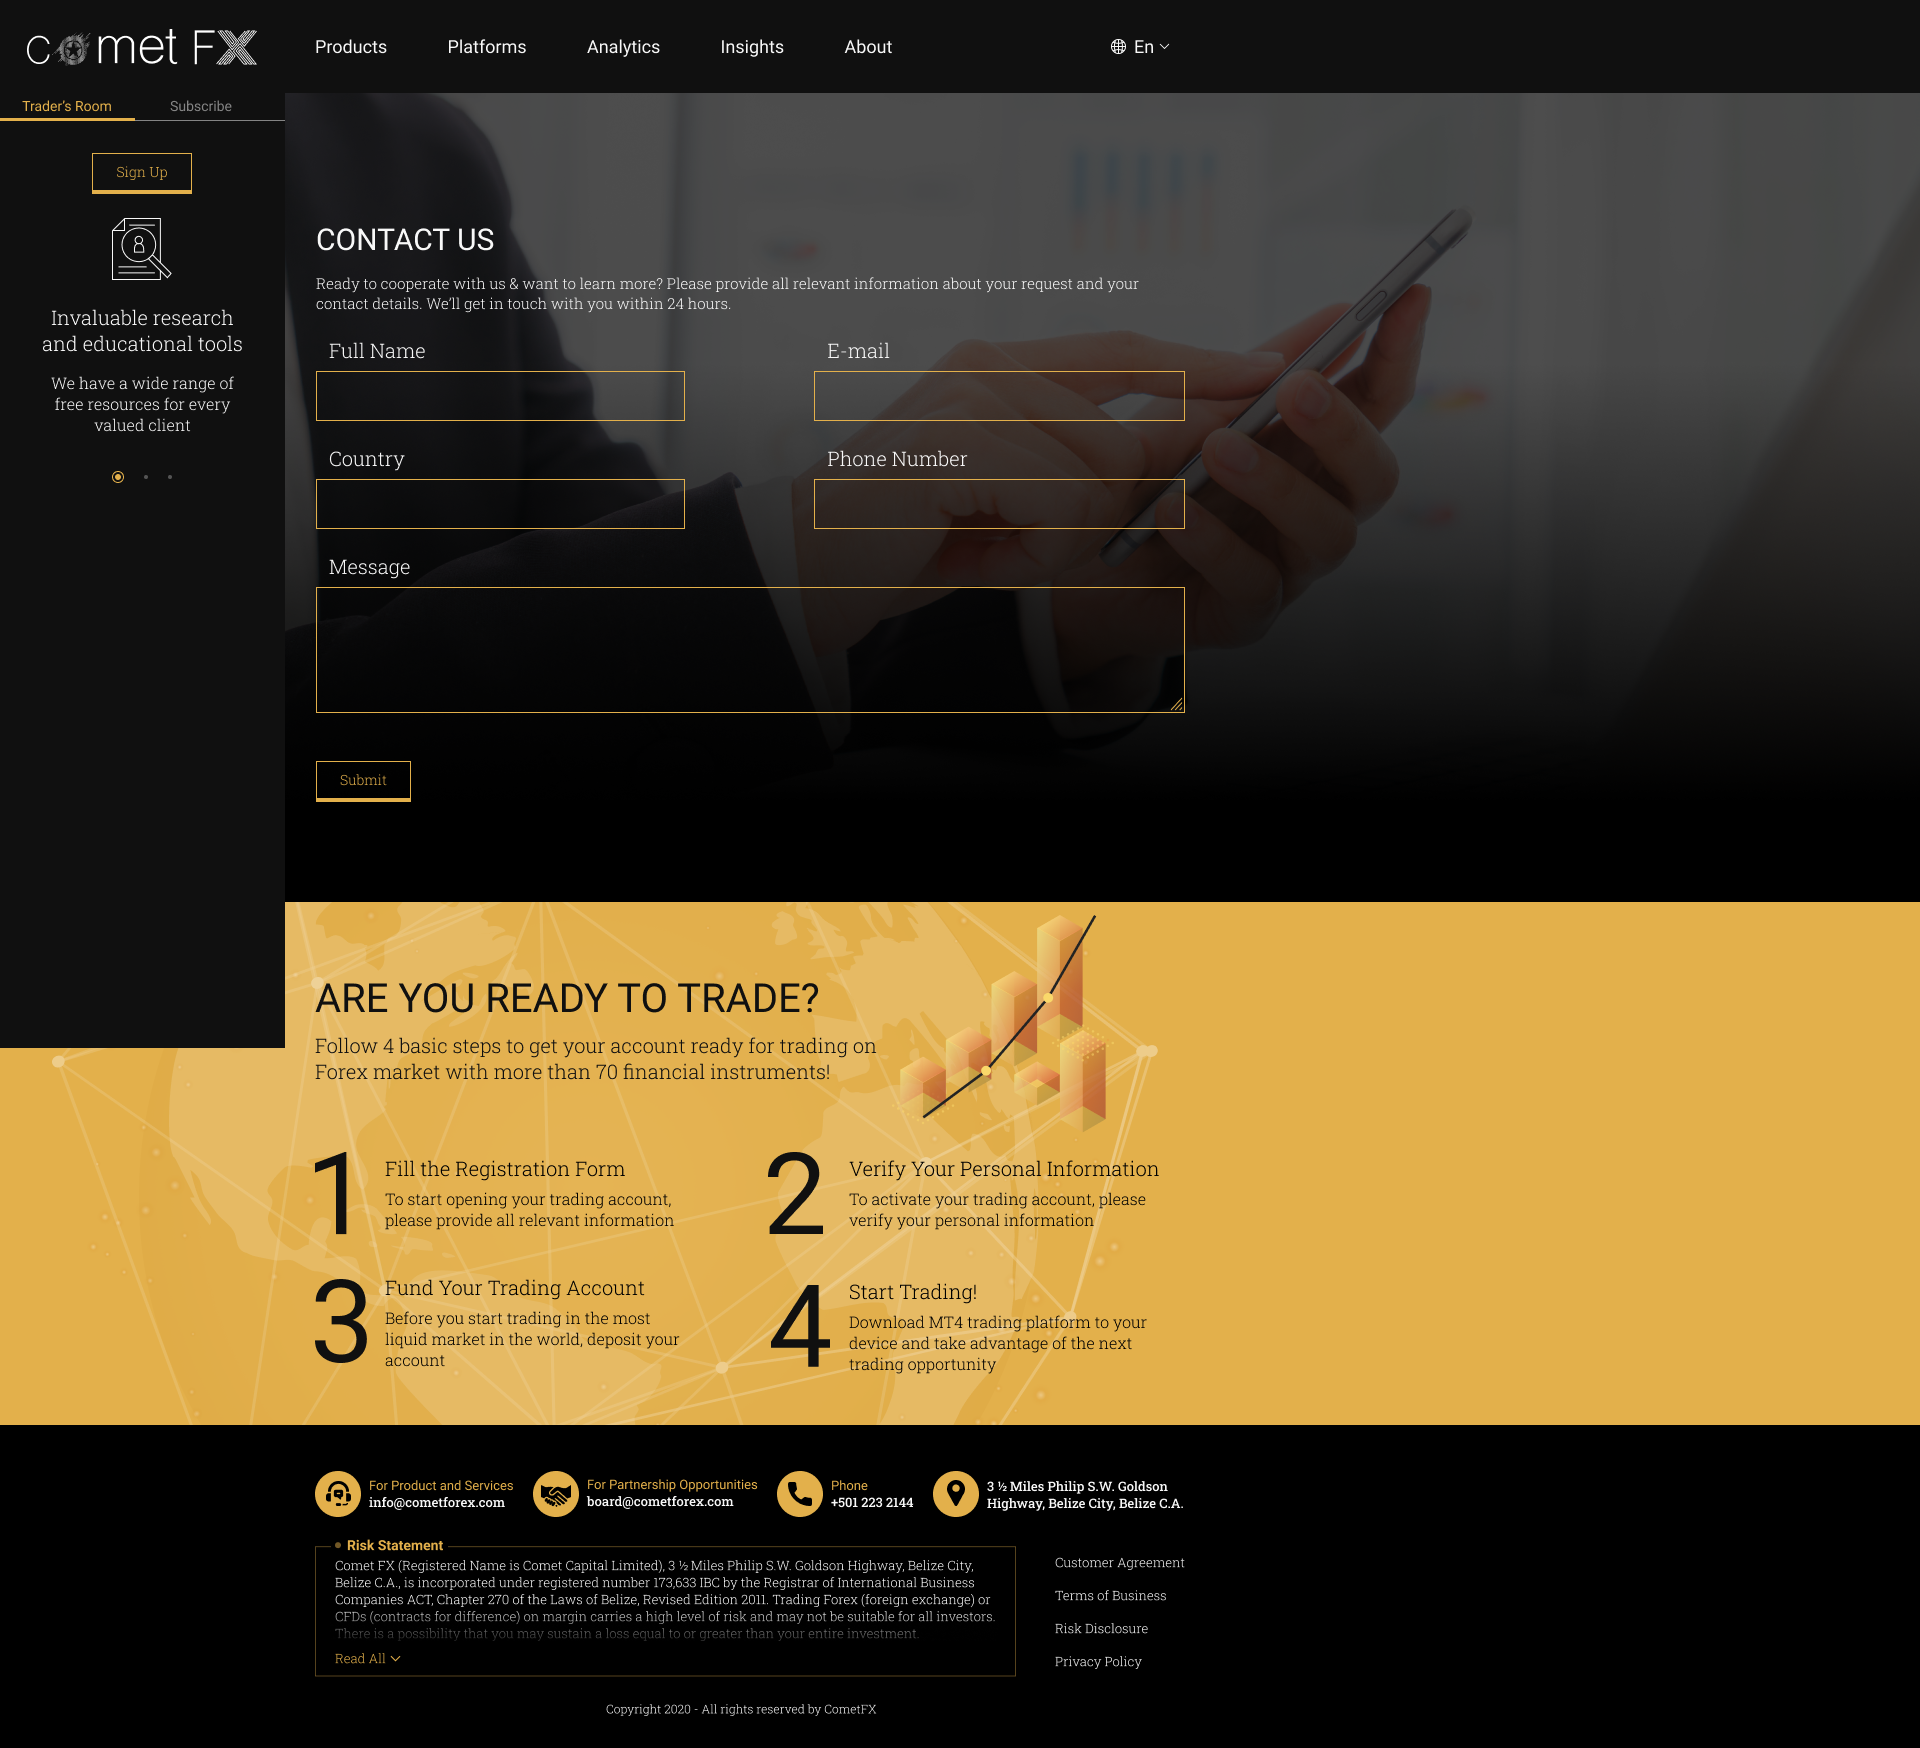 comet FX
Products
Platforms
Analytics
Insights
About
En
Trader's Room
Subscribe
Sign Up
Invaluable research
and educational tools
We have a wide range of
free resources for every
valued client
CONTACT US
Ready to cooperate with us & want to learn more? Please provide all relevant information about your request and your
contact details. We'll get in touch with you within 24 hours.
Full Name
E-mail
Country
Phone Number
Message
Submit
ARE YOU READY TO TRADE?
Follow 4 basic steps to get your account ready for trading on
Forex market with more than 70 financial instruments!
1
Fill the Registration Form
To start opening your trading account,
please provide all relevant information
2
Verify Your Personal Information
To activate your trading account, please
verify your personal information
3
Fund Your Trading Account
Before you start trading in the most
liquid market in the world, deposit your
account
4
Start Trading!
Download MT4 trading platform to your
device and take advantage of the next
trading opportunity
For Product and Services
info@cometforex.com
For Partnership Opportunities
board@cometforex.com
Phone
+501 223 2144
3 ½ Miles Philip S.W. Goldson
Highway, Belize City, Belize C.A.
Risk Statement
Comet FX (Registered Name is Comet Capital Limited), 3 ½ Miles Philip S.W. Goldson Highway, Belize City,
Belize C.A., is incorporated under registered number 173,633 IBC by the Registrar of International Business
Companies ACT, Chapter 270 of the Laws of Belize, Revised Edition 2011. Trading Forex (foreign exchange) or
CFDs (contracts for difference) on margin carries a high level of risk and may not be suitable for all investors.
There is a possibility that you may sustain a loss equal to or greater than your entire investment.
Read All
Customer Agreement
Terms of Business
Risk Disclosure
Privacy Policy
Copyright 2020 - All rights reserved by CometFX